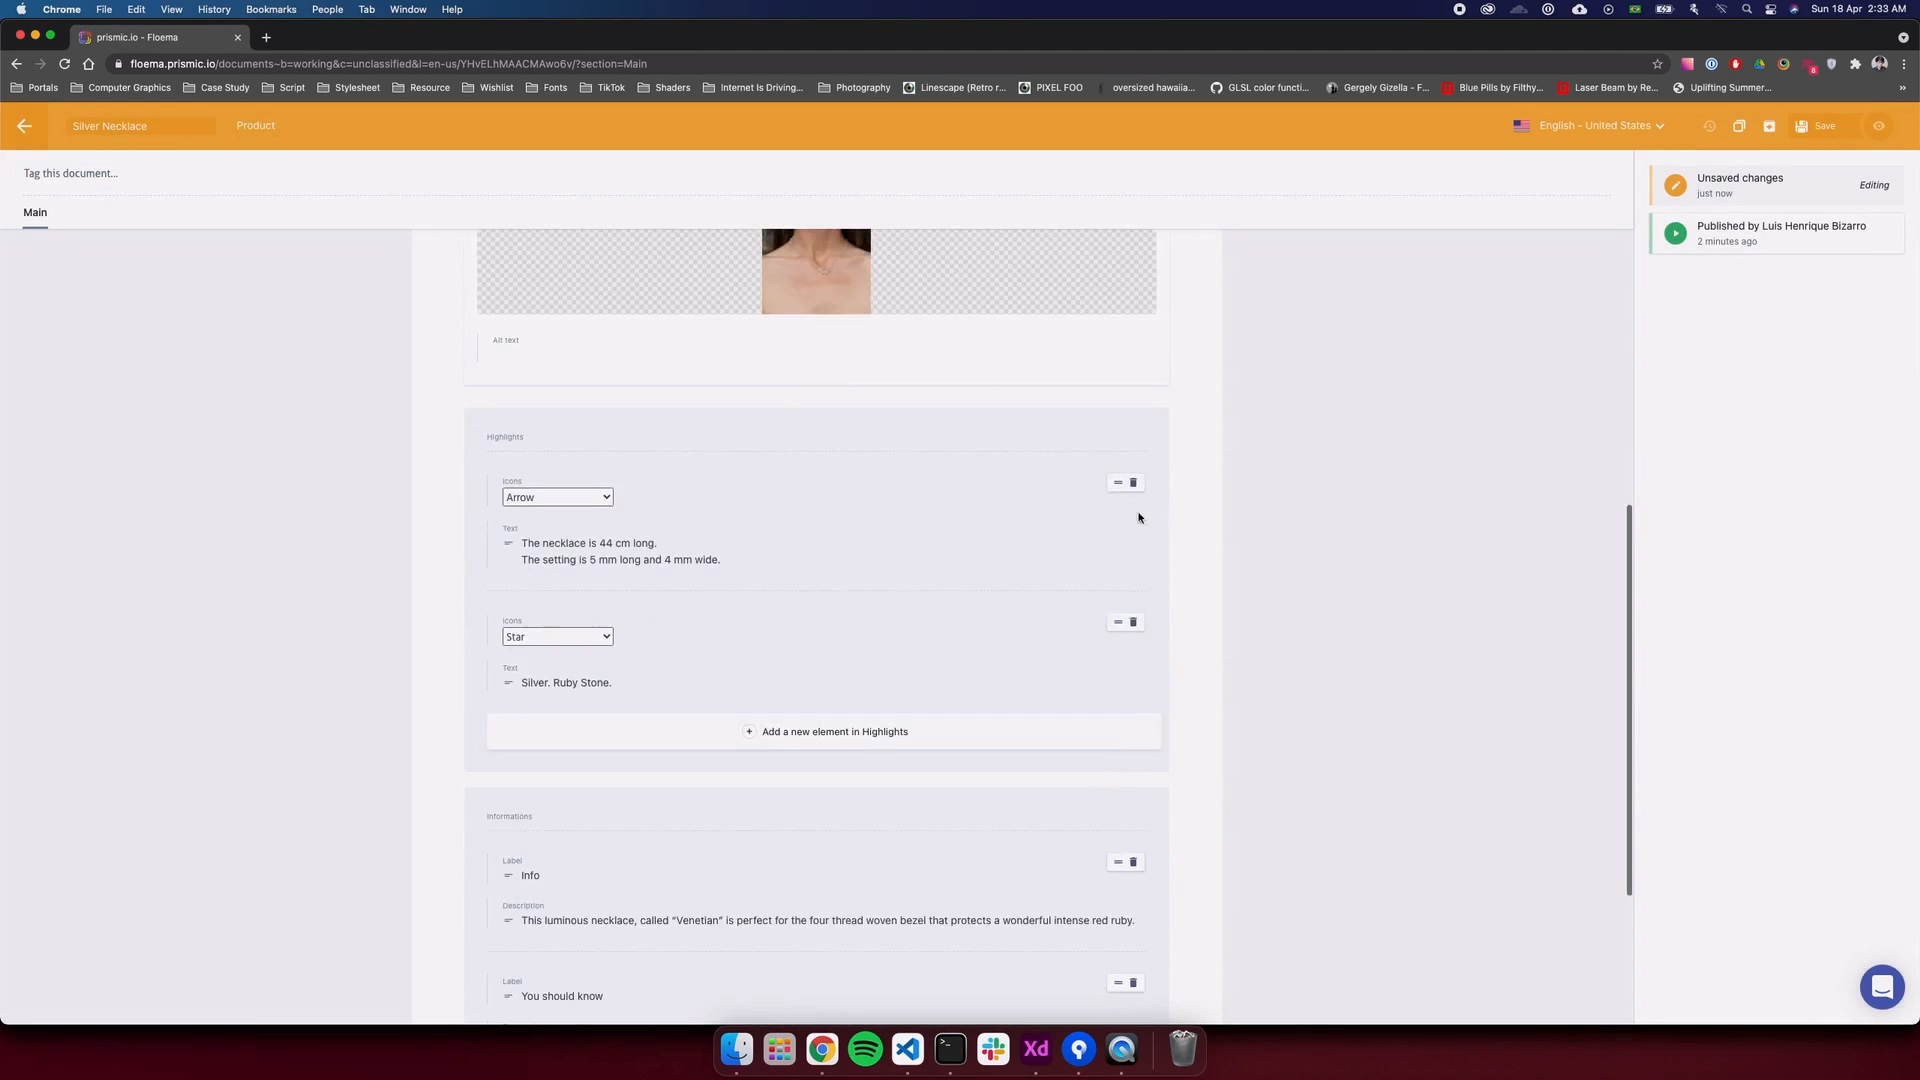 Chrome File Edit View History Bookmarks People Tab Window Help
Sun 18 Apr 2:33 AM
prismic.io - Floema
floema.prismic.io/documents~b=working&c=unclassified&l=en-us/YHvELhMAACMAwo6v/?section=Main
8
Portals Computer Graphics Case Study Script Stylesheet Resource Wishlist Fonts TikTok Shaders Internet Is Driving... Photography Linescape (Retro r... PIXEL FOO oversized hawaiia... GLSL color functi... Gergely Gizella - F... Blue Pills by Filthy... Laser Beam by Re... Uplifting Summer... »
Silver Necklace Product English - United States Save
Tag this document...
Main
Unsaved changes
just now
Editing
Published by Luis Henrique Bizarro
2 minutes ago
Alt text
Highlights
Icons
Arrow
Text
The necklace is 44 cm long.
The setting is 5 mm long and 4 mm wide.
Icons
Star
Text
Silver. Ruby Stone.
+ Add a new element in Highlights
Informations
Label
Info
Description
This luminous necklace, called “Venetian” is perfect for the four thread woven bezel that protects a wonderful intense red ruby.
Label
You should know
>_
Xd